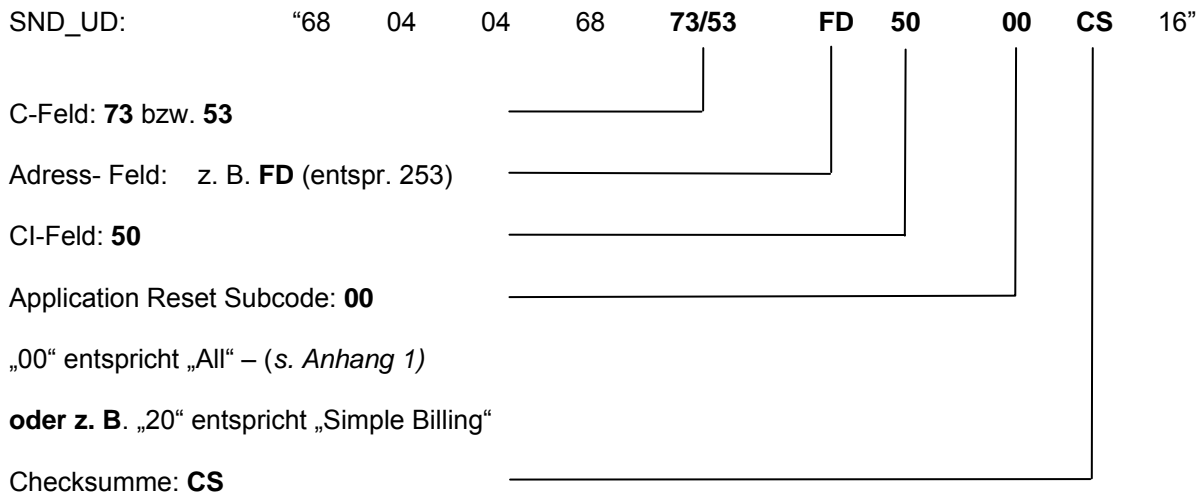 SND_UD: “68 04 04 68 73/53 FD 50 00 CS 16”
C-Feld: 73 bzw. 53
Adress- Feld: z. B. FD (entspr. 253)
CI-Feld: 50
Application Reset Subcode: 00
„00“ entspricht „All“ – (s. Anhang 1)
oder z. B. „20“ entspricht „Simple Billing“
Checksumme: CS